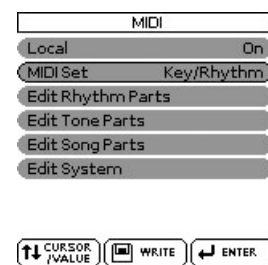 MIDI
Local On
MIDI Set Key/Rhythm
Edit Rhythm Parts
Edit Tone Parts
Edit Song Parts
Edit System
CURSOR /VALUE WRITE ENTER